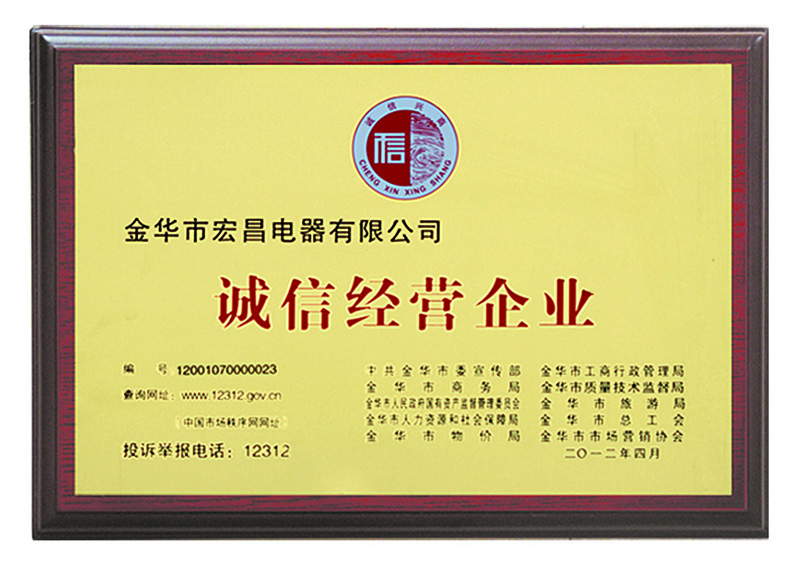 诚信兴商
信
CHENG XIN XING SHANG
金华市宏昌电器有限公司
诚信经营企业
编 号 12001070000023
查询网址：www.12312.gov.cn
（中国市场秩序网网址）
投诉举报电话：12312
中共金华市委宣传部
金华市商务局
金华市人民政府国有资产监督管理委员会
金华市人力资源和社会保障局
金华市物价局
金华市工商行政管理局
金华市质量技术监督局
金华市旅游局
金华市总工会
金华市市场营销协会
二〇一二年四月